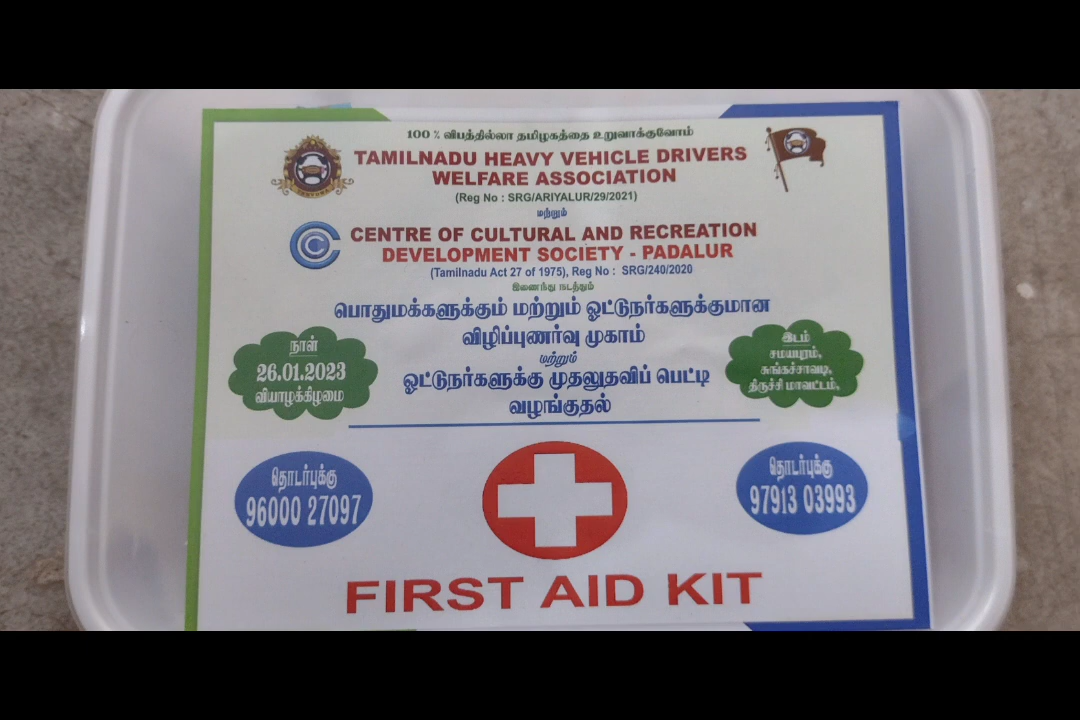 100 % விபத்தில்லா தமிழகத்தை உறுவாக்குவோம்
TAMILNADU HEAVY VEHICLE DRIVERS
WELFARE ASSOCIATION
(Reg No : SRG/ARIYALUR/29/2021)
மற்றும்
CENTRE OF CULTURAL AND RECREATION
DEVELOPMENT SOCIETY - PADALUR
(Tamilnadu Act 27 of 1975), Reg No : SRG/240/2020
இணைந்து நடத்தும்
பொதுமக்களுக்கும் மற்றும் ஓட்டுநர்களுக்குமான
விழிப்புணர்வு முகாம்
மற்றும்
ஓட்டுநர்களுக்கு முதலுதவிப் பெட்டி
வழங்குதல்
நாள்
26.01.2023
வியாழக்கிழமை
இடம்
சமயபுரம்,
சுங்கச்சாவடி,
திருச்சி மாவட்டம்,
தொடர்புக்கு
96000 27097
தொடர்புக்கு
97913 03993
FIRST AID KIT